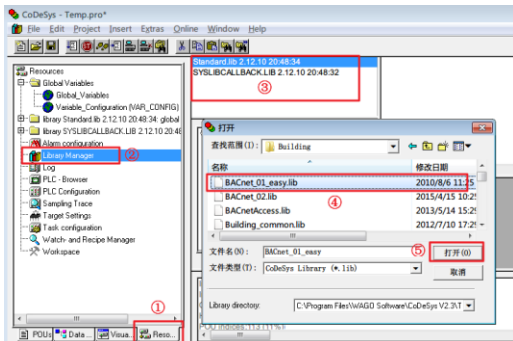 CoDeSys - Temp.pro*
File Edit Project Insert Extras Online Window Help
Resources
Global Variables
Global_Variables
Variable_Configuration (VAR_CONFIG)
library Standard.lib 2.12.10 20:48:34: global
library SYSLIBCALLBACK.LIB 2.12.10 20:48
Alarm configuration
Library Manager
②
Log
PLC - Browser
PLC Configuration
Sampling Trace
Target Settings
Task configuration
Watch- and Recipe Manager
Workspace
①
POUs
Data ...
Visua...
Reso...
Standard.lib 2.12.10 20:48:34
SYSLIBCALLBACK.LIB 2.12.10 20:48:32
③
打开
查找范围(I): Building
名称 修改日期
BACnet_01_easy.lib 2010/8/6 11:25
BACnet_02.lib 2015/4/15 10:29
BACnetAccess.lib 2013/5/14 15:29
Building_common.lib 2012/7/10 17:29
④
文件名(N): BACnet_01_easy
⑤
打开(O)
文件类型(T): CoDeSys Library (*.lib)
取消
Library directory: C:\Program Files\WAGO Software\CoDeSys V2.3\T